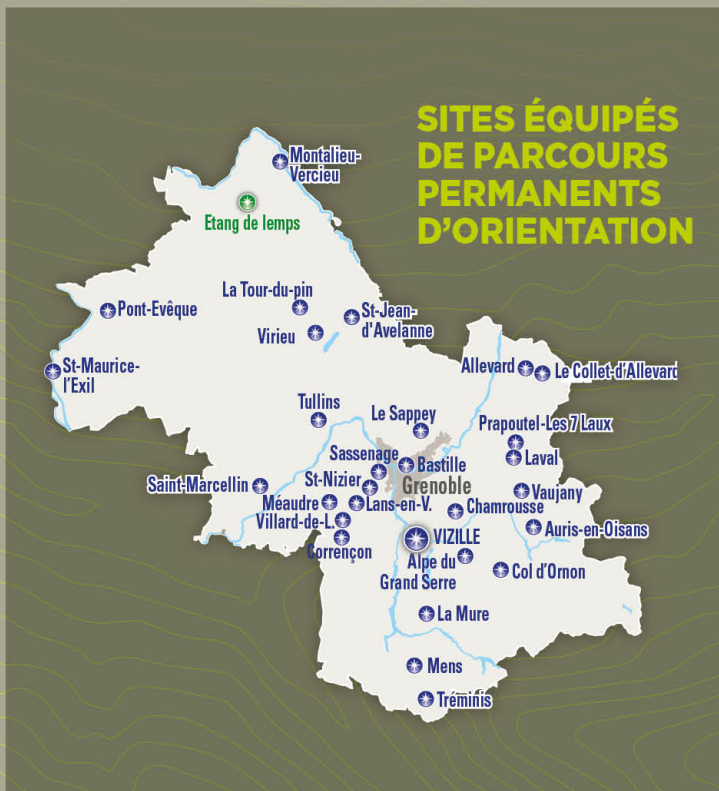 SITES ÉQUIPÉS
DE PARCOURS
PERMANENTS
D'ORIENTATION
Montalieu-
Vercieu
Etang de lemps
La Tour-du-pin
Pont-Evêque
St-Jean-
d'Avelanne
Virieu
St-Maurice-
l'Exil
Allevard
Le Collet-d'Allevard
Tullins
Le Sappey
Prapoutel-Les 7 Laux
Sassenage
Bastille
Laval
Saint-Marcellin
St-Nizier
Grenoble
Vaujany
Méaudre
Lans-en-V.
Chamrousse
Villard-de-L.
Auris-en-Oisans
Corrençon
VIZILLE
Alpe du
Grand Serre
Col d'Ornon
La Mure
Mens
Tréminis